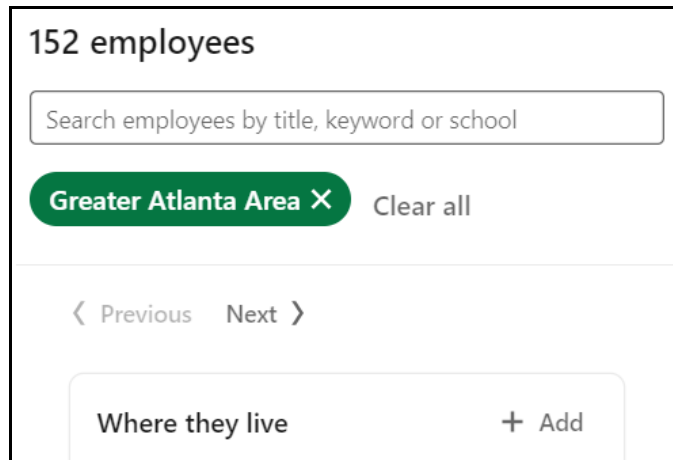 152 employees
Search employees by title, keyword or school
Greater Atlanta Area ×
Clear all
Previous Next
Where they live + Add